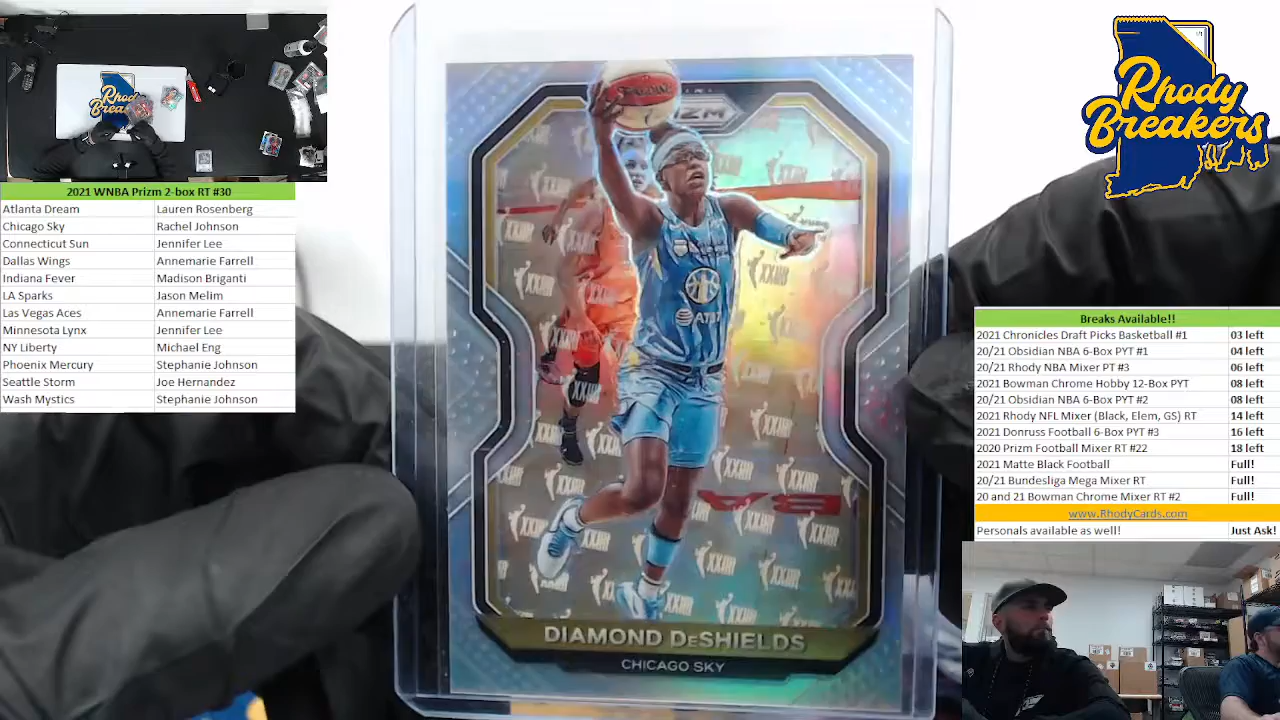 Rhody
Breakers
2021 WNBA Prizm 2-box RT #30
Atlanta Dream Lauren Rosenberg
Chicago Sky Rachel Johnson
Connecticut Sun Jennifer Lee
Dallas Wings Annemarie Farrell
Indiana Fever Madison Briganti
LA Sparks Jason Melim
Las Vegas Aces Annemarie Farrell
Minnesota Lynx Jennifer Lee
NY Liberty Michael Eng
Phoenix Mercury Stephanie Johnson
Seattle Storm Joe Hernandez
Wash Mystics Stephanie Johnson
SPALDING
AT&T
DIAMOND DESHIELDS
CHICAGO SKY
Rhody
Breakers
Breaks Available!!
2021 Chronicles Draft Picks Basketball #1 03 left
20/21 Obsidian NBA 6-Box PYT #1 04 left
20/21 Rhody NBA Mixer PT #3 06 left
2021 Bowman Chrome Hobby 12-Box PYT 08 left
20/21 Obsidian NBA 6-Box PYT #2 08 left
2021 Rhody NFL Mixer (Black, Elem, GS) RT 14 left
2021 Donruss Football 6-Box PYT #3 16 left
2020 Prizm Football Mixer RT #22 18 left
2021 Matte Black Football Full!
20/21 Bundesliga Mega Mixer RT Full!
20 and 21 Bowman Chrome Mixer RT #2 Full!
www.RhodyCards.com
Personals available as well! Just Ask!